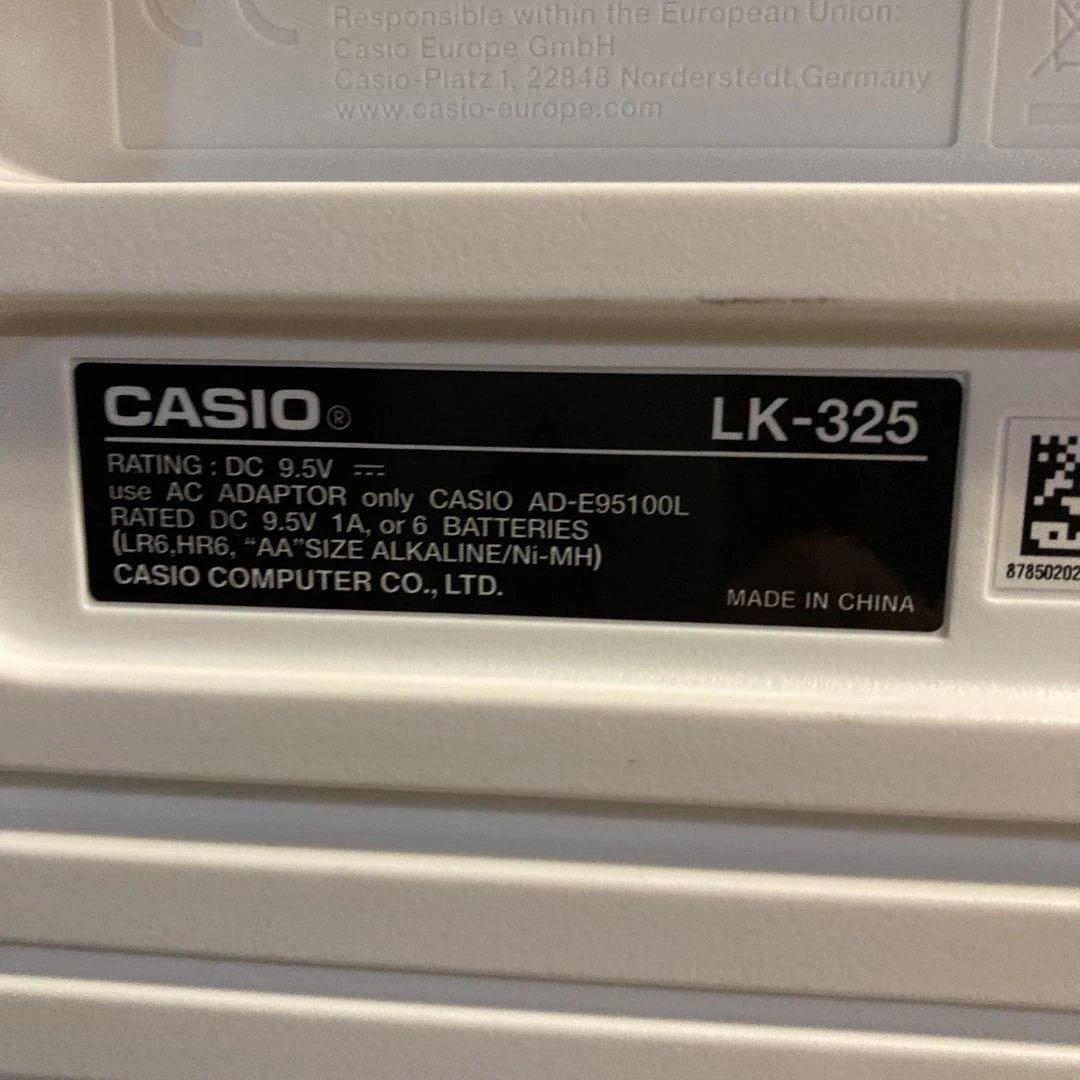 Responsible within the European Union:
Casio Europe GmbH
Casio-Platz 1, 22848 Norderstedt, Germany
www.casio-europe.com
CASIO® LK-325
RATING : DC 9.5V ⎓
use AC ADAPTOR only CASIO AD-E95100L
RATED DC 9.5V 1A, or 6 BATTERIES
(LR6,HR6, “AA”SIZE ALKALINE/Ni-MH)
CASIO COMPUTER CO., LTD.
MADE IN CHINA